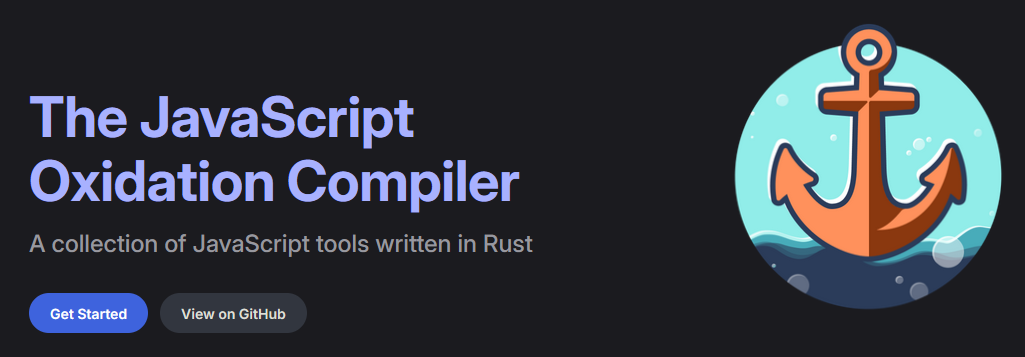 The JavaScript
Oxidation Compiler
A collection of JavaScript tools written in Rust
Get Started
View on GitHub